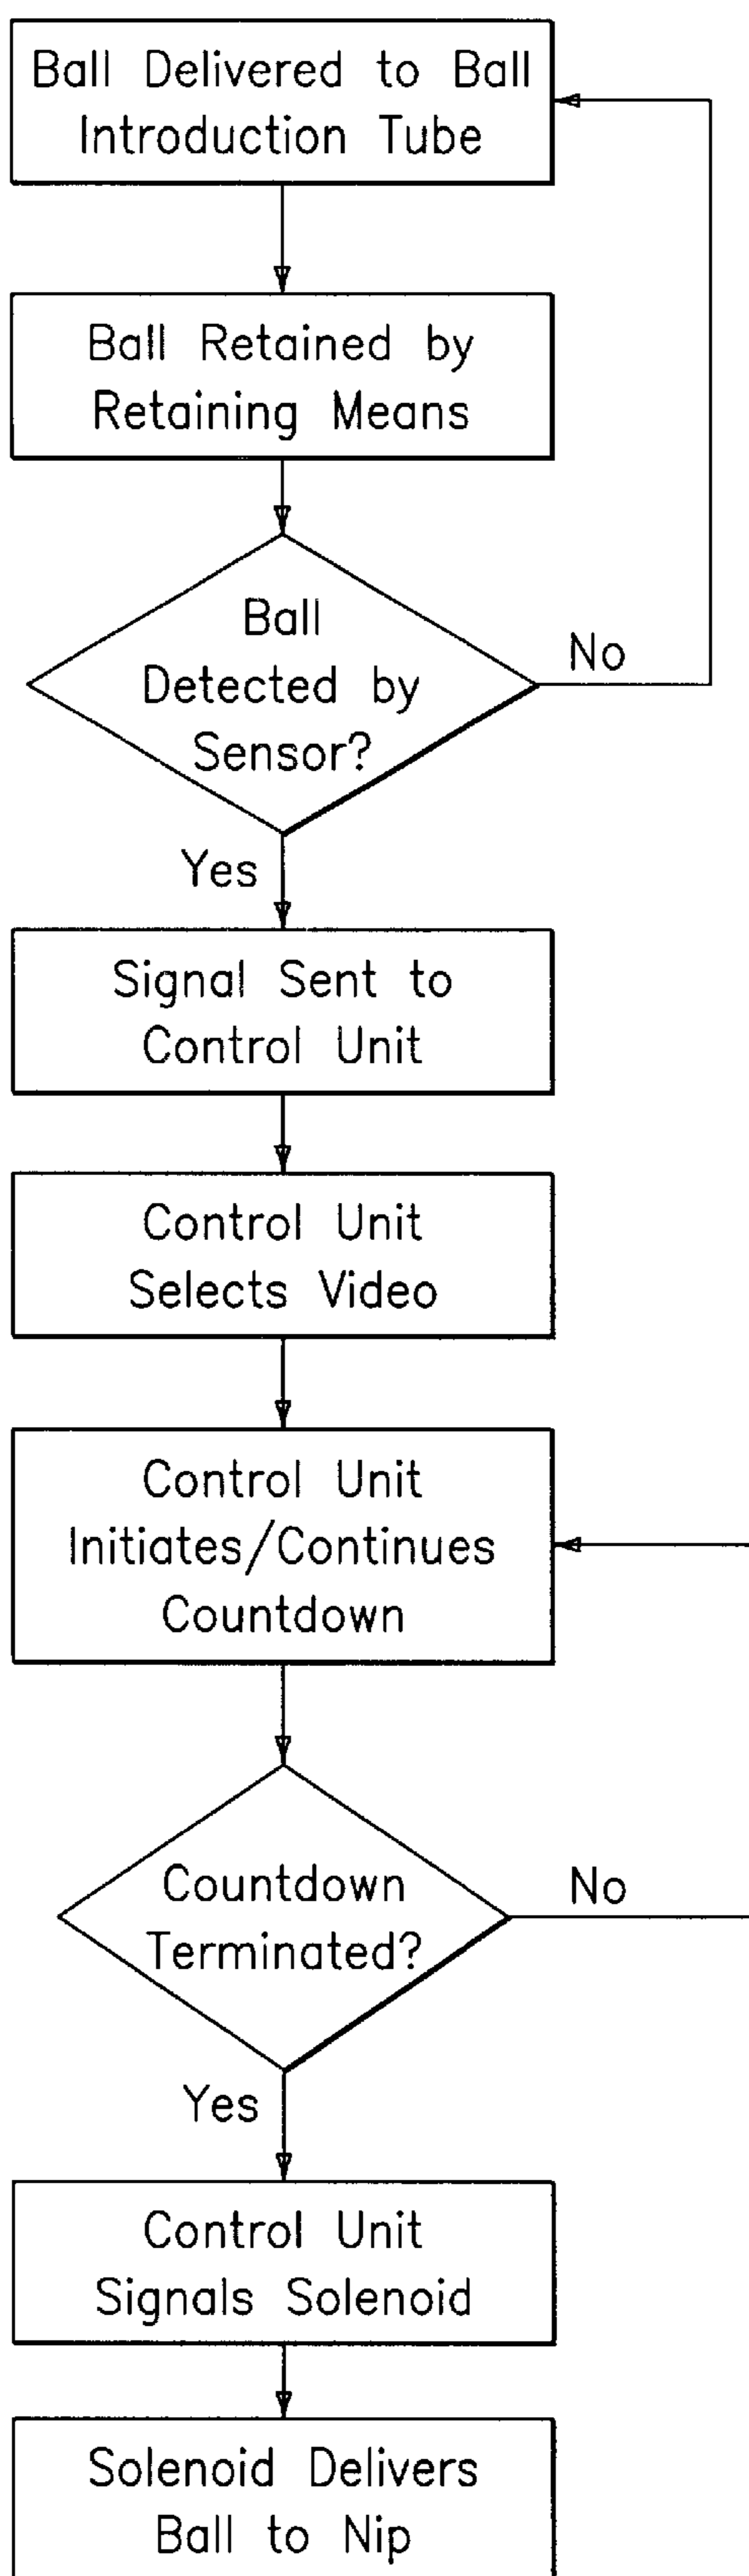 Ball Delivered to Ball
Introduction Tube
Ball Retained by
Retaining Means
Ball
Detected by
Sensor?
No
Yes
Signal Sent to
Control Unit
Control Unit
Selects Video
Control Unit
Initiates/Continues
Countdown
Countdown
Terminated?
No
Yes
Control Unit
Signals Solenoid
Solenoid Delivers
Ball to Nip